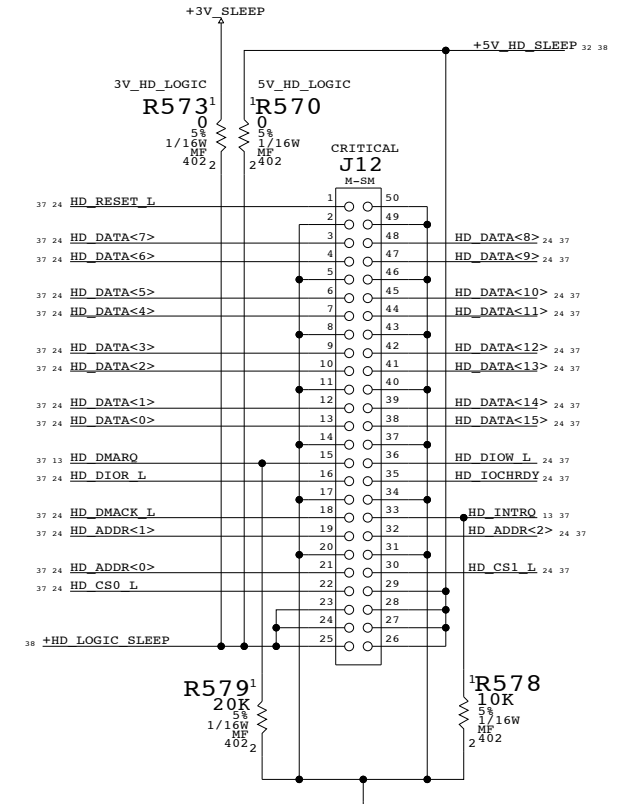 +3V_SLEEP
+5V_HD_SLEEP 32 38
3V_HD_LOGIC 5V_HD_LOGIC
R573 1 1 R570
0 0
5% 5%
1/16W 1/16W
MF MF
402 2 2 402
CRITICAL
J12
M-SM
37 24 HD_RESET_L 1 50
2 49
37 24 HD_DATA<7> 3 48 HD_DATA<8> 24 37
37 24 HD_DATA<6> 4 47 HD_DATA<9> 24 37
5 46
37 24 HD_DATA<5> 6 45 HD_DATA<10> 24 37
37 24 HD_DATA<4> 7 44 HD_DATA<11> 24 37
8 43
37 24 HD_DATA<3> 9 42 HD_DATA<12> 24 37
37 24 HD_DATA<2> 10 41 HD_DATA<13> 24 37
11 40
37 24 HD_DATA<1> 12 39 HD_DATA<14> 24 37
37 24 HD_DATA<0> 13 38 HD_DATA<15> 24 37
14 37
37 13 HD_DMARQ 15 36 HD_DIOW_L 24 37
37 24 HD_DIOR_L 16 35 HD_IOCHRDY 24 37
17 34
37 24 HD_DMACK_L 18 33 HD_INTRQ 13 37
37 24 HD_ADDR<1> 19 32 HD_ADDR<2> 24 37
20 31
37 24 HD_ADDR<0> 21 30 HD_CS1_L 24 37
37 24 HD_CS0_L 22 29
23 28
24 27
38 +HD_LOGIC_SLEEP 25 26
R579 1 1 R578
20K 10K
5% 5%
1/16W 1/16W
MF MF
402 2 2 402